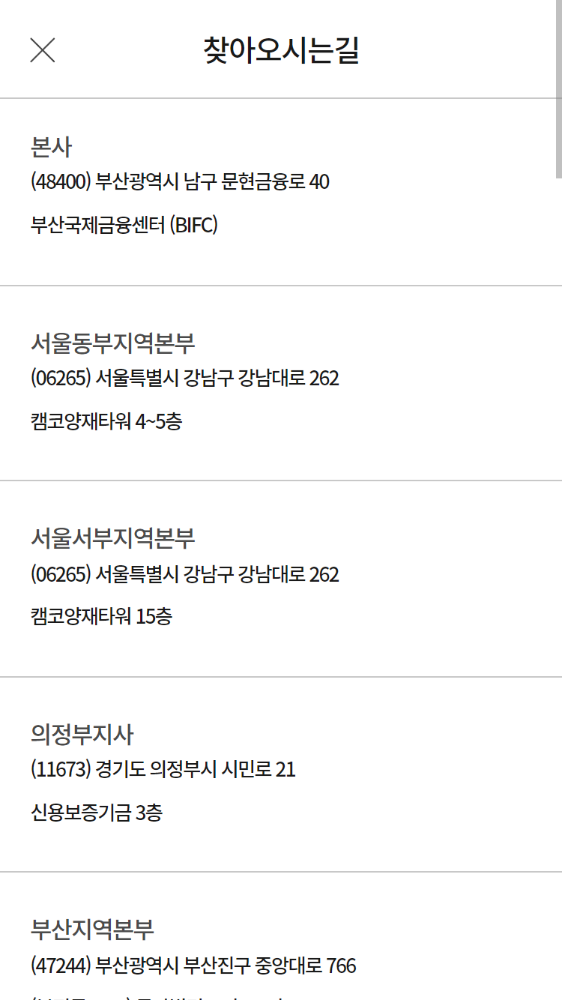 찾아오시는길
본사
(48400) 부산광역시 남구 문현금융로 40
부산국제금융센터 (BIFC)
서울동부지역본부
(06265) 서울특별시 강남구 강남대로 262
캠코양재타워 4~5층
서울서부지역본부
(06265) 서울특별시 강남구 강남대로 262
캠코양재타워 15층
의정부지사
(11673) 경기도 의정부시 시민로 21
신용보증기금 3층
부산지역본부
(47244) 부산광역시 부산진구 중앙대로 766